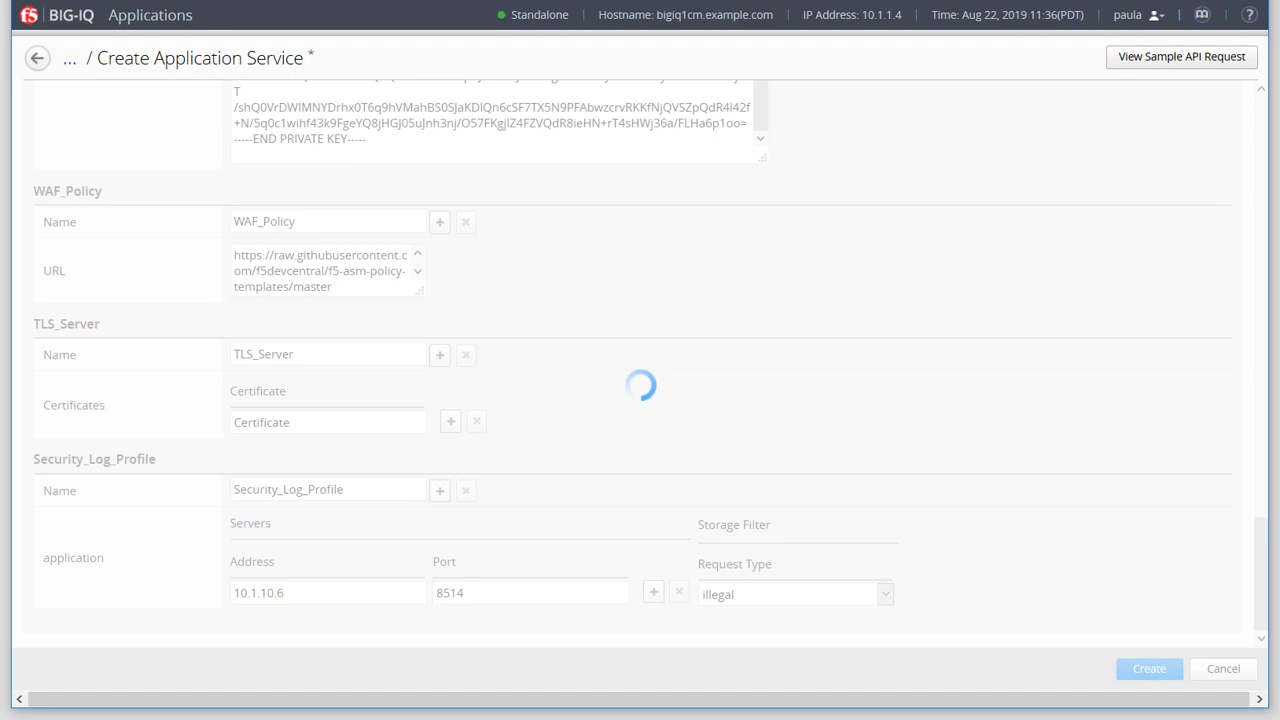 f5 BIG-IQ Applications Standalone Hostname: bigiq1cm.example.com IP Address: 10.1.1.4 Time: Aug 22, 2019 11:36(PDT) paula ?
... / Create Application Service * View Sample API Request
T
/shQ0VrDWIMNYDrhx0T6q9hVMahBS0SJaKDlQn6cSF7TX5N9PFAbwzcrvRKKfNjQVSZpQdR4I42f
+N/5q0c1wihf43k9FgeYQ8jHGJ05uJnh3nj/O57FKgjlZ4FZVQdR8ieHN+rT4sHWj36a/FLHa6p1oo=
-----END PRIVATE KEY-----
WAF_Policy
Name WAF_Policy
URL https://raw.githubusercontent.c
om/f5devcentral/f5-asm-policy-
templates/master
TLS_Server
Name TLS_Server
Certificates Certificate
Certificate
Security_Log_Profile
Name Security_Log_Profile
application Servers Storage Filter
Address Port Request Type
10.1.10.6 8514 illegal
Create Cancel